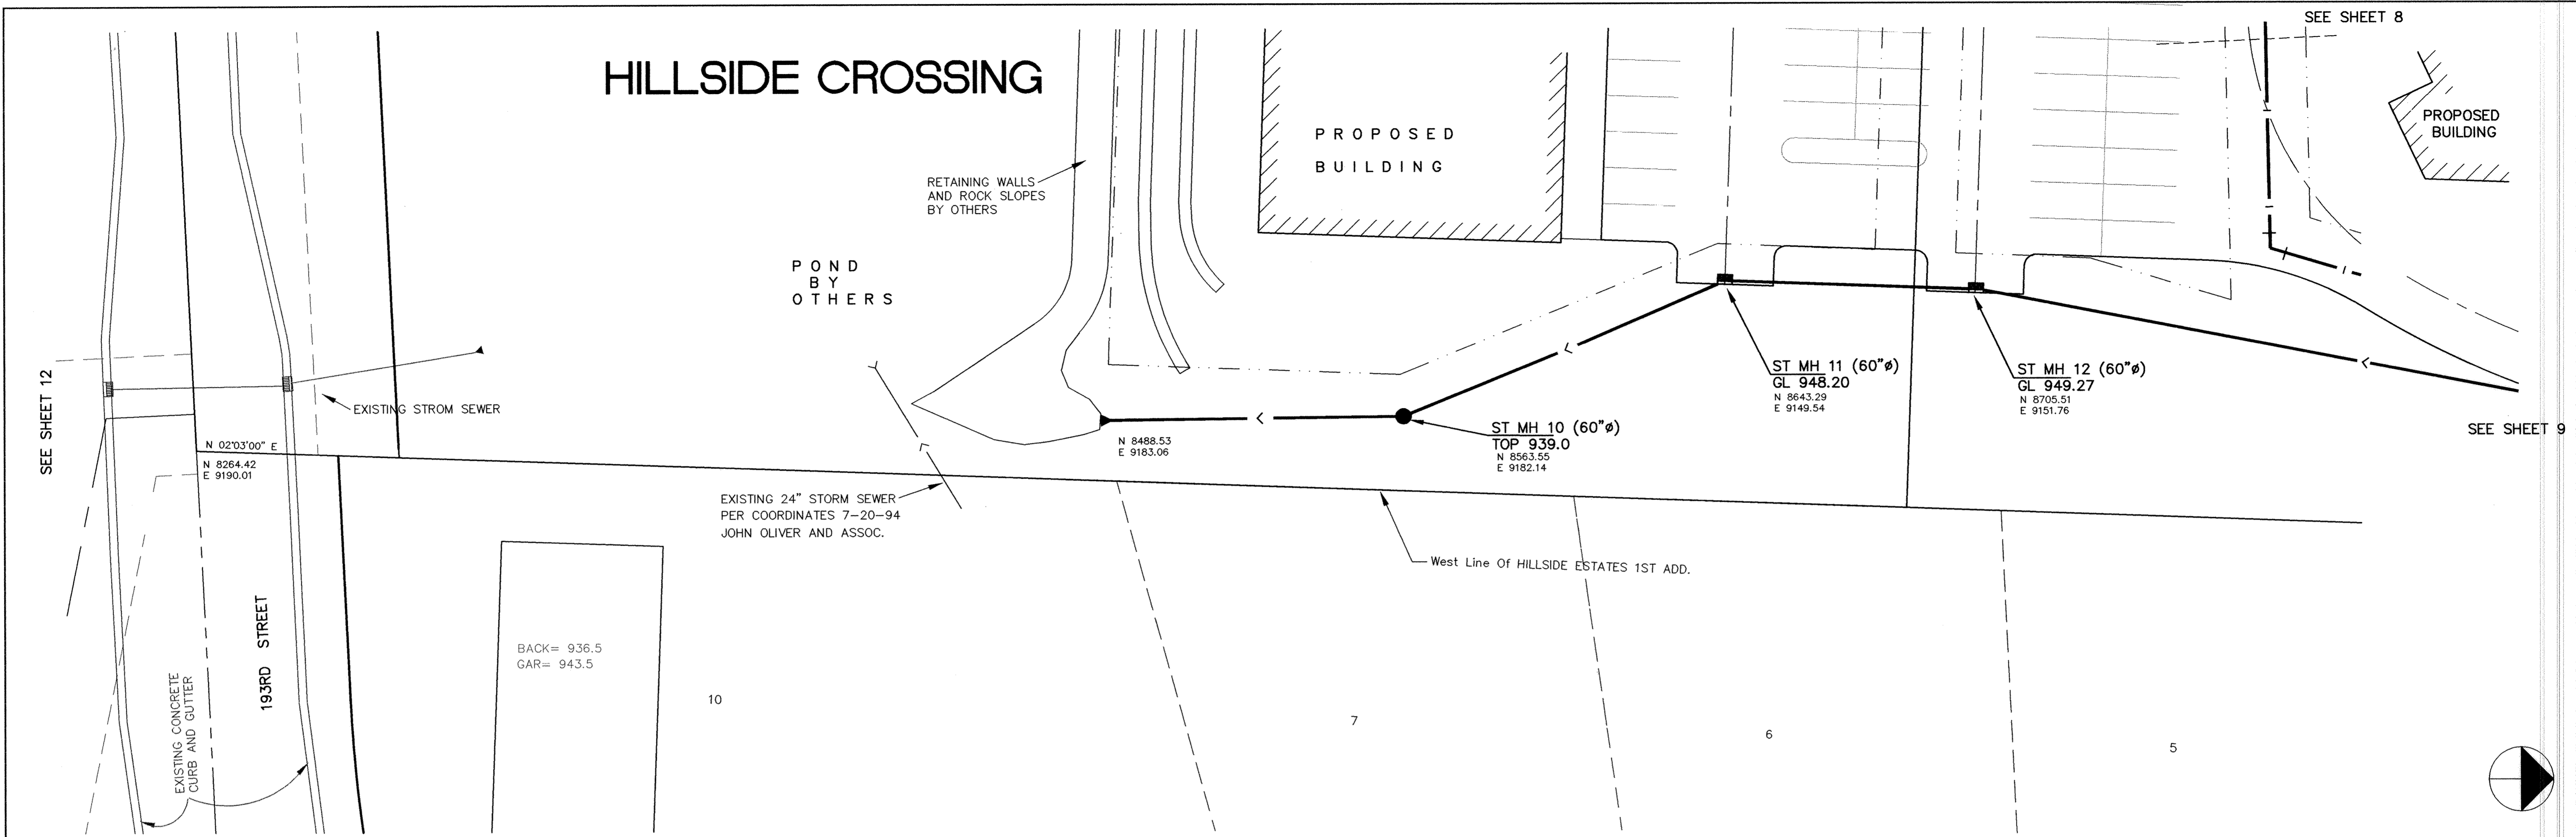 SEE SHEET 8
HILLSIDE CROSSING
PROPOSED
BUILDING
PROPOSED
BUILDING
RETAINING WALLS
AND ROCK SLOPES
BY OTHERS
POND
BY
OTHERS
SEE SHEET 12
EXISTING STROM SEWER
N 02°03'00" E
N 8264.42
E 9190.01
N 8488.53
E 9183.06
ST MH 10 (60"ø)
TOP 939.0
N 8563.55
E 9182.14
ST MH 11 (60"ø)
GL 948.20
N 8643.29
E 9149.54
ST MH 12 (60"ø)
GL 949.27
N 8705.51
E 9151.76
SEE SHEET 9
EXISTING 24" STORM SEWER
PER COORDINATES 7-20-94
JOHN OLIVER AND ASSOC.
West Line Of HILLSIDE ESTATES 1ST ADD.
193RD STREET
EXISTING CONCRETE
CURB AND GUTTER
BACK= 936.5
GAR= 943.5
10
7
6
5